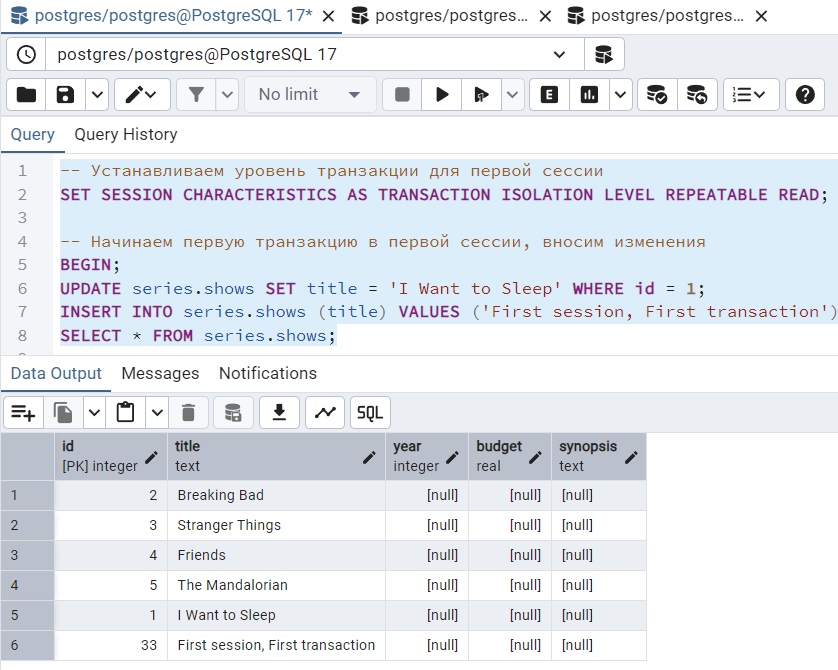 postgres/postgres@PostgreSQL 17* postgres/postgres... postgres/postgres...
postgres/postgres@PostgreSQL 17
No limit
Query Query History
1 -- Устанавливаем уровень транзакции для первой сессии
2 SET SESSION CHARACTERISTICS AS TRANSACTION ISOLATION LEVEL REPEATABLE READ;
3
4 -- Начинаем первую транзакцию в первой сессии, вносим изменения
5 BEGIN;
6 UPDATE series.shows SET title = 'I Want to Sleep' WHERE id = 1;
7 INSERT INTO series.shows (title) VALUES ('First session, First transaction')
8 SELECT * FROM series.shows;
Data Output Messages Notifications
SQL
id title year budget synopsis
[PK] integer text integer real text
1 2 Breaking Bad [null] [null] [null]
2 3 Stranger Things [null] [null] [null]
3 4 Friends [null] [null] [null]
4 5 The Mandalorian [null] [null] [null]
5 1 I Want to Sleep [null] [null] [null]
6 33 First session, First transaction [null] [null] [null]